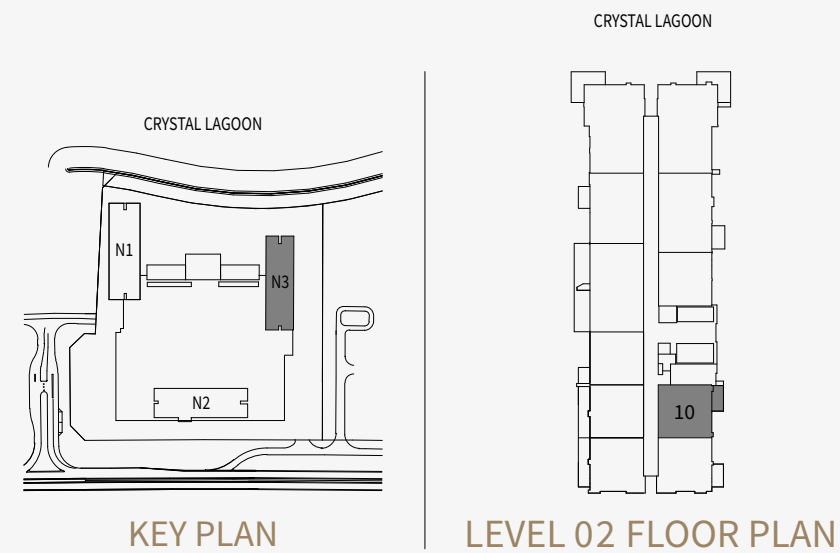 CRYSTAL LAGOON
N1
N3
N2
KEY PLAN
CRYSTAL LAGOON
10
LEVEL 02 FLOOR PLAN